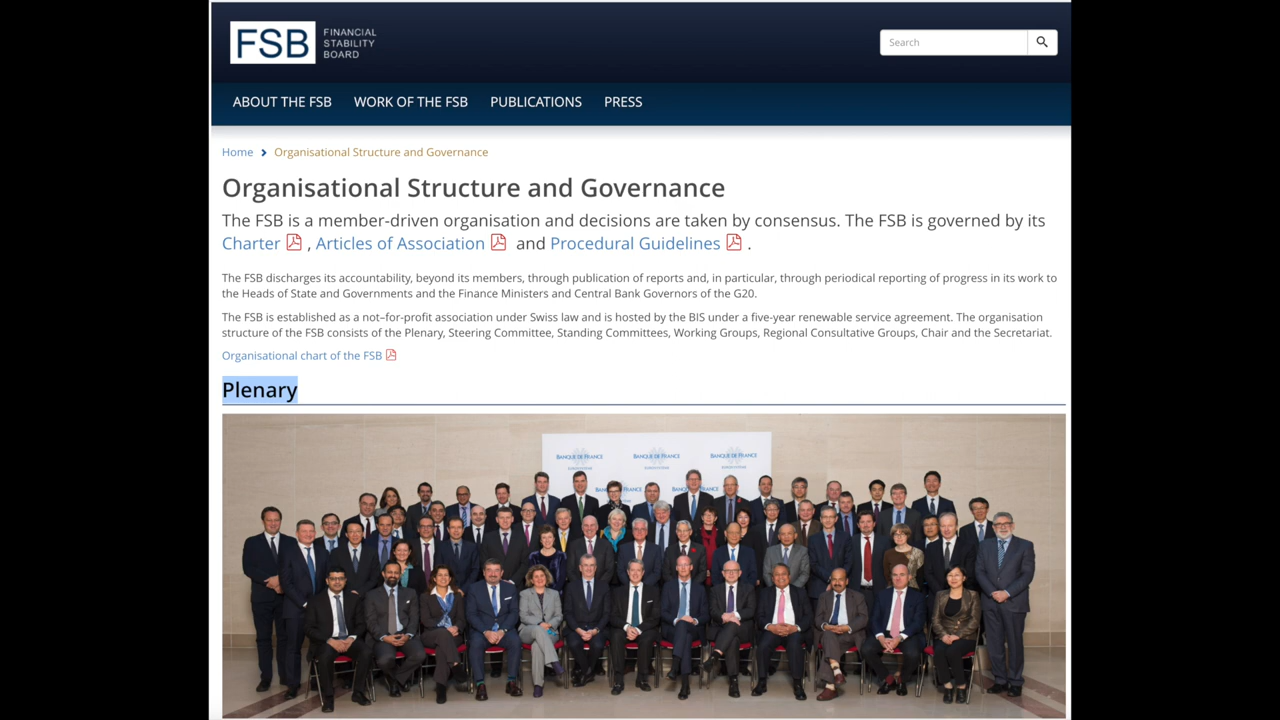 FSB
FINANCIAL
STABILITY
BOARD
Search
ABOUT THE FSB WORK OF THE FSB PUBLICATIONS PRESS
Home Organisational Structure and Governance
Organisational Structure and Governance
The FSB is a member-driven organisation and decisions are taken by consensus. The FSB is governed by its
Charter , Articles of Association and Procedural Guidelines .
The FSB discharges its accountability, beyond its members, through publication of reports and, in particular, through periodical reporting of progress in its work to
the Heads of State and Governments and the Finance Ministers and Central Bank Governors of the G20.
The FSB is established as a not–for-profit association under Swiss law and is hosted by the BIS under a five-year renewable service agreement. The organisation
structure of the FSB consists of the Plenary, Steering Committee, Standing Committees, Working Groups, Regional Consultative Groups, Chair and the Secretariat.
Organisational chart of the FSB
Plenary
BANQUE DE FRANCE BANQUE DE FRANCE BANQUE DE FRANCE